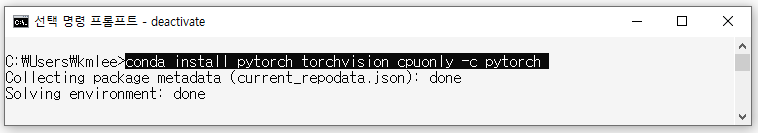 선택 명령 프롬프트 - deactivate
C:₩Users₩kmlee>conda install pytorch torchvision cpuonly -c pytorch
Collecting package metadata (current_repodata.json): done
Solving environment: done